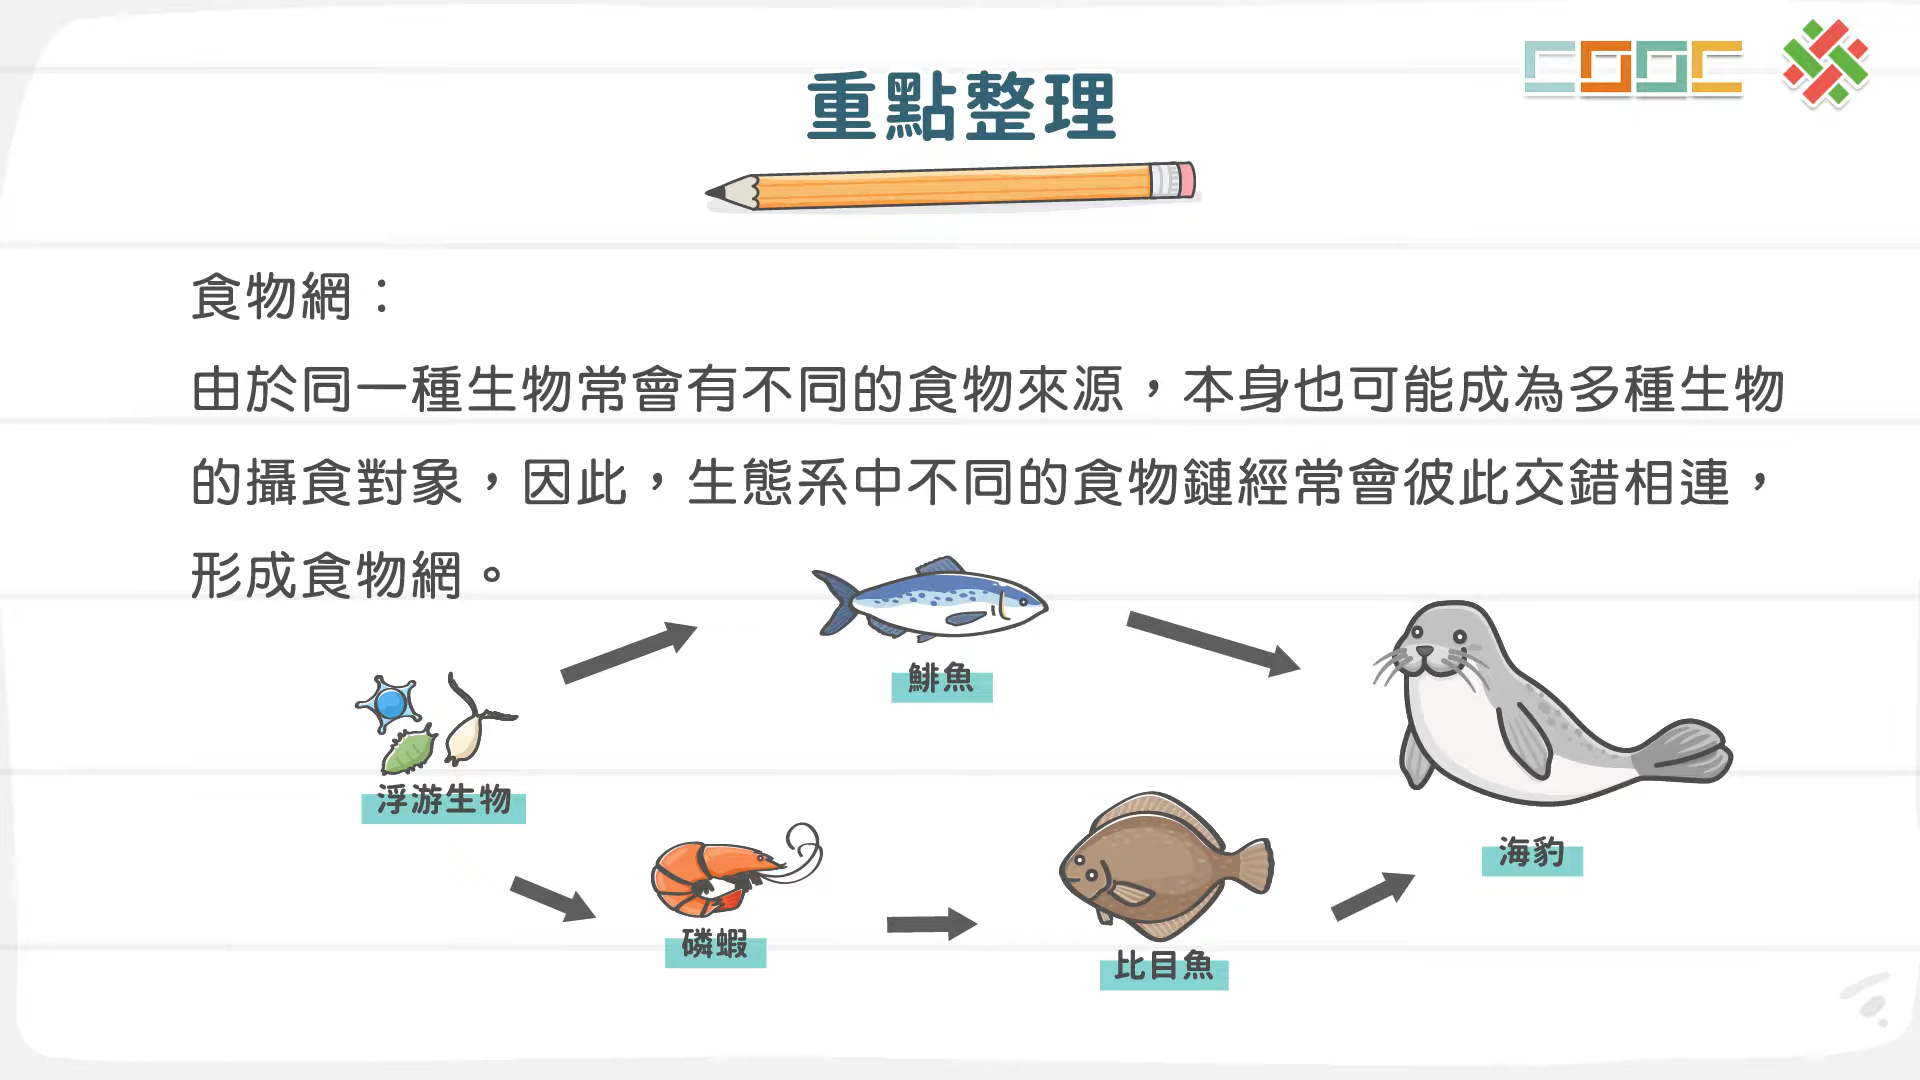 COOC
重點整理
食物網：
由於同一種生物常會有不同的食物來源，本身也可能成為多種生物
的攝食對象，因此，生態系中不同的食物鏈經常會彼此交錯相連，
形成食物網。
鯡魚
浮游生物
海豹
磷蝦
比目魚